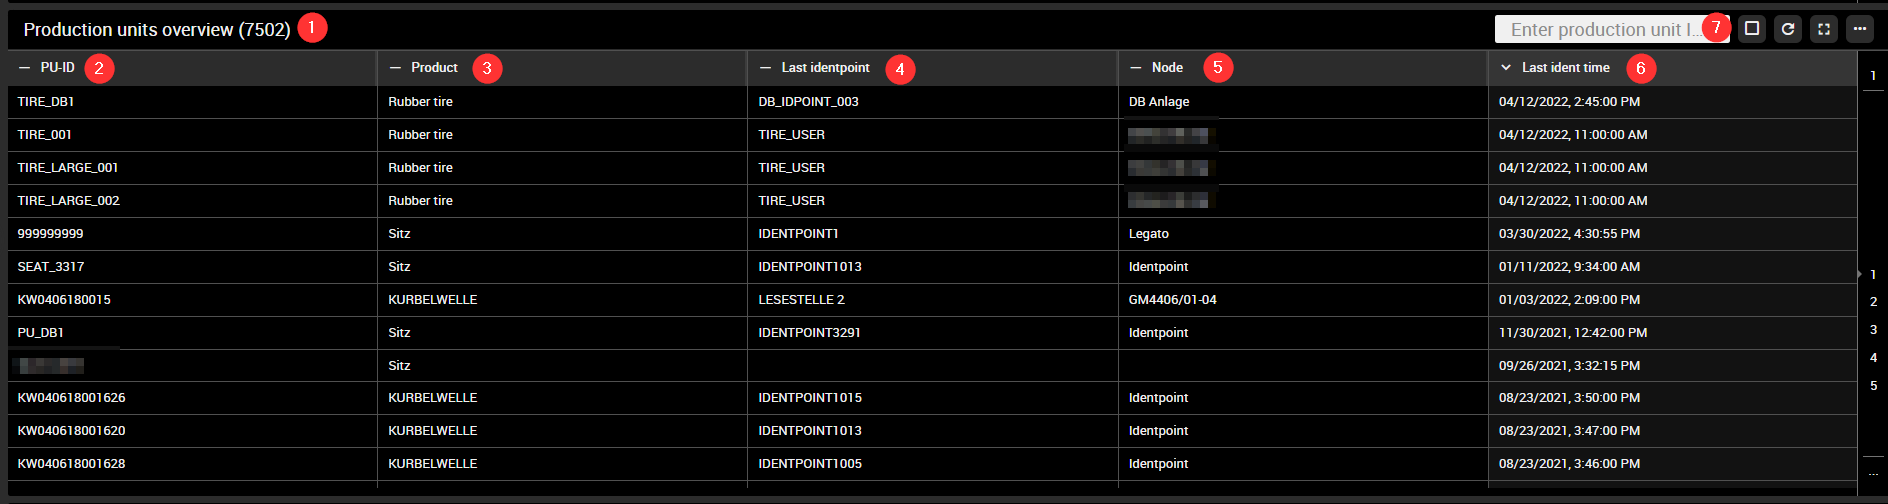 Production units overview (7502) 1 Enter production unit I... 7
PU-ID 2 Product 3 Last identpoint 4 Node 5 Last ident time 6
TIRE_DB1 Rubber tire DB_IDPOINT_003 DB Anlage 04/12/2022, 2:45:00 PM
TIRE_001 Rubber tire TIRE_USER 04/12/2022, 11:00:00 AM
TIRE_LARGE_001 Rubber tire TIRE_USER 04/12/2022, 11:00:00 AM
TIRE_LARGE_002 Rubber tire TIRE_USER 04/12/2022, 11:00:00 AM
999999999 Sitz IDENTPOINT1 Legato 03/30/2022, 4:30:55 PM
SEAT_3317 Sitz IDENTPOINT1013 Identpoint 01/11/2022, 9:34:00 AM
KW0406180015 KURBELWELLE LESESTELLE 2 GM4406/01-04 01/03/2022, 2:09:00 PM
PU_DB1 Sitz IDENTPOINT3291 Identpoint 11/30/2021, 12:42:00 PM
Sitz 09/26/2021, 3:32:15 PM
KW040618001626 KURBELWELLE IDENTPOINT1015 Identpoint 08/23/2021, 3:50:00 PM
KW040618001620 KURBELWELLE IDENTPOINT1013 Identpoint 08/23/2021, 3:47:00 PM
KW040618001628 KURBELWELLE IDENTPOINT1005 Identpoint 08/23/2021, 3:46:00 PM
1
1
2
3
4
5
...